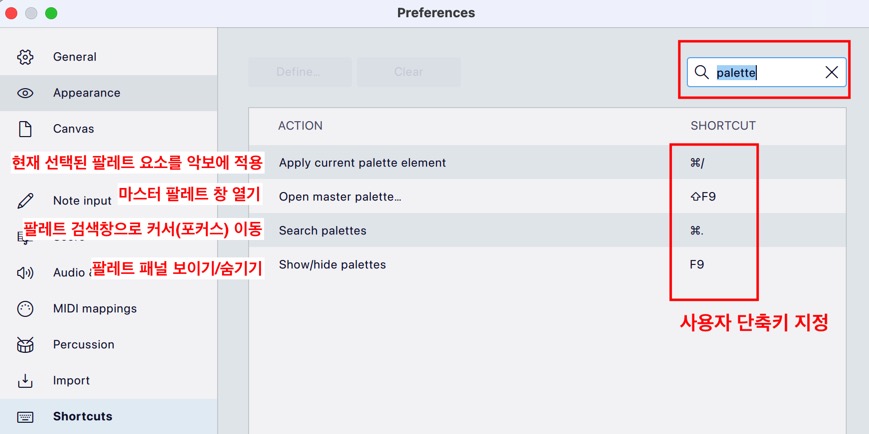 Preferences
General
Appearance
Canvas
Note input
Audio &
MIDI mappings
Percussion
Import
Shortcuts
Define...
Clear
palette
ACTION SHORTCUT
현재 선택된 팔레트 요소를 악보에 적용 Apply current palette element ⌘/
마스터 팔레트 창 열기 Open master palette... ⇧F9
팔레트 검색창으로 커서(포커스) 이동 Search palettes ⌘.
팔레트 패널 보이기/숨기기 Show/hide palettes F9
사용자 단축키 지정